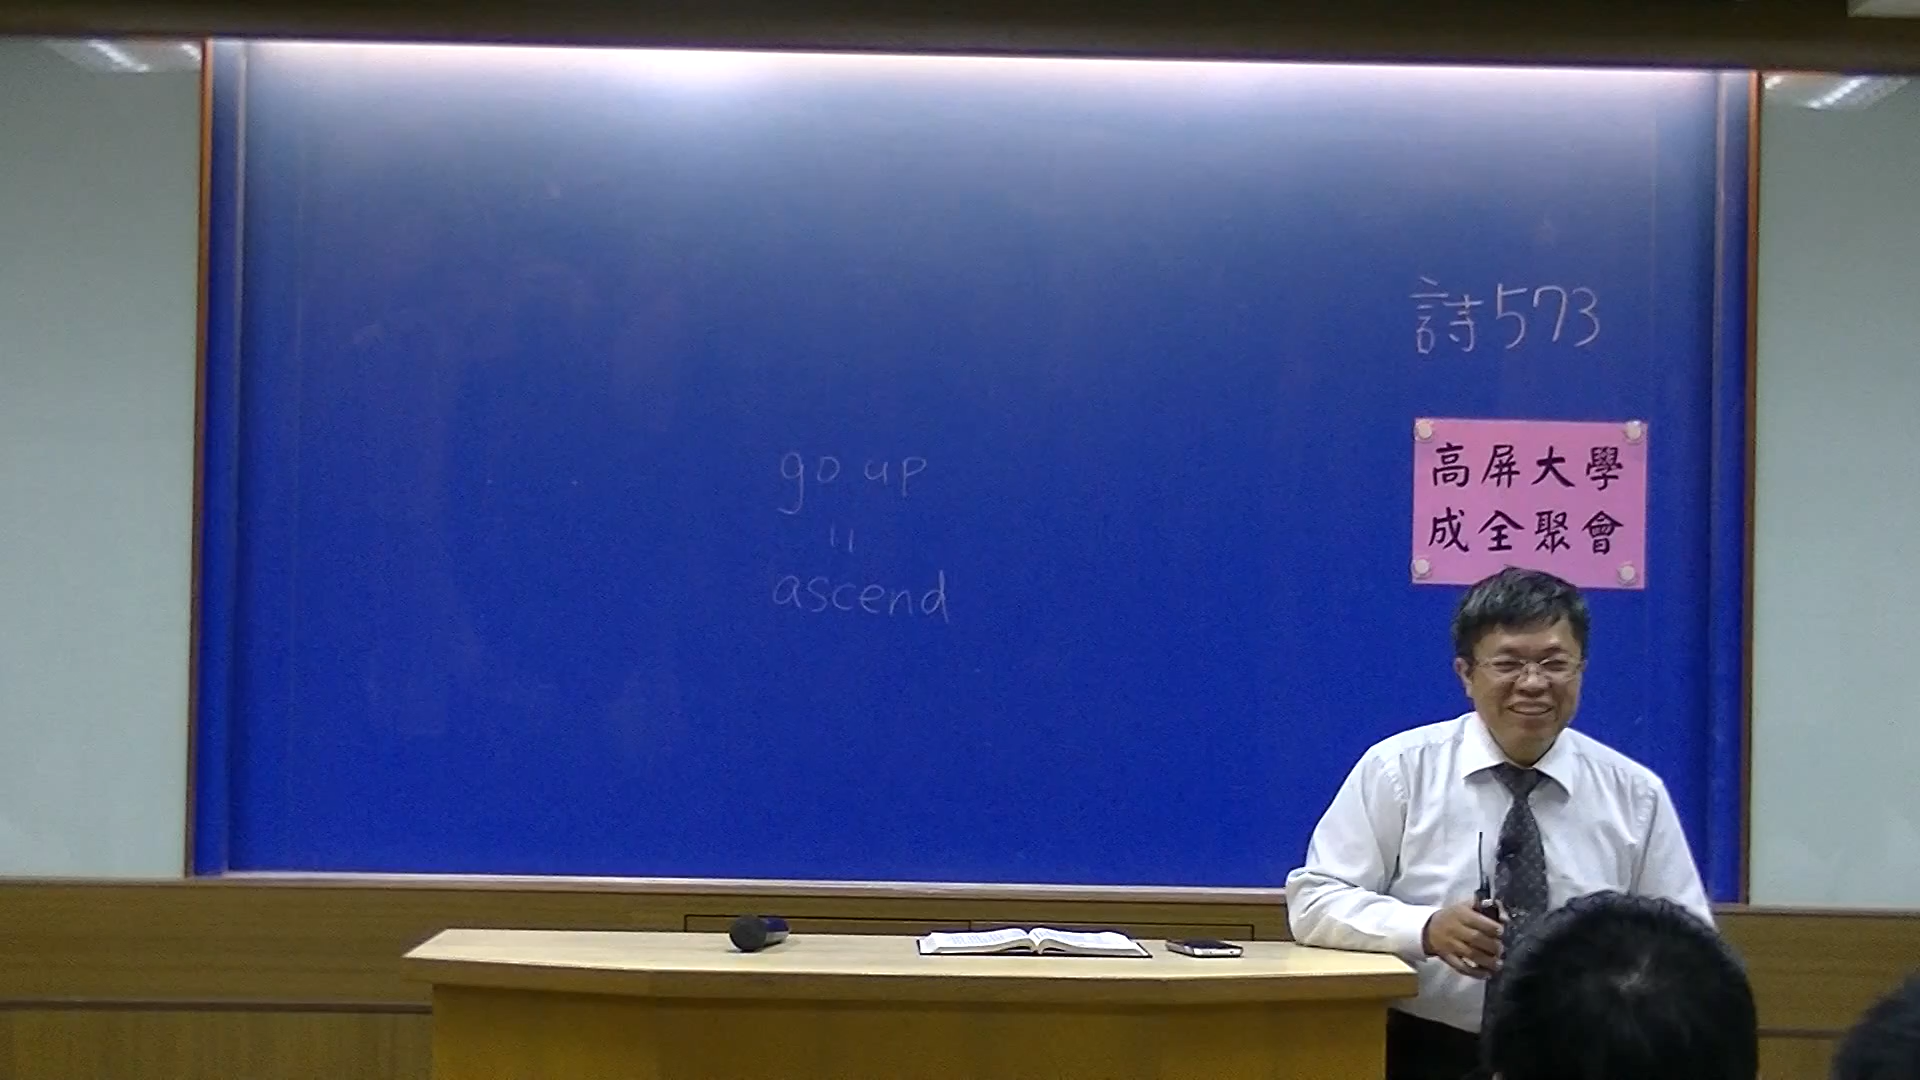 詩573
高屏大學
成全聚會
go up
=
ascend